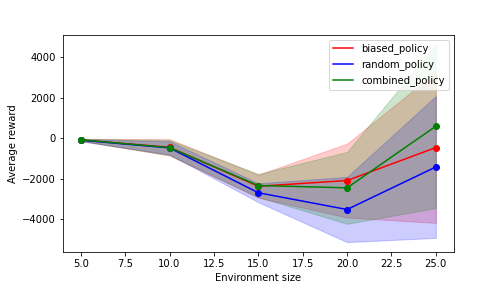 biased_policy
random_policy
combined_policy
4000
2000
0
−2000
−4000
Average reward
5.0
7.5
10.0
12.5
15.0
17.5
20.0
22.5
25.0
Environment size